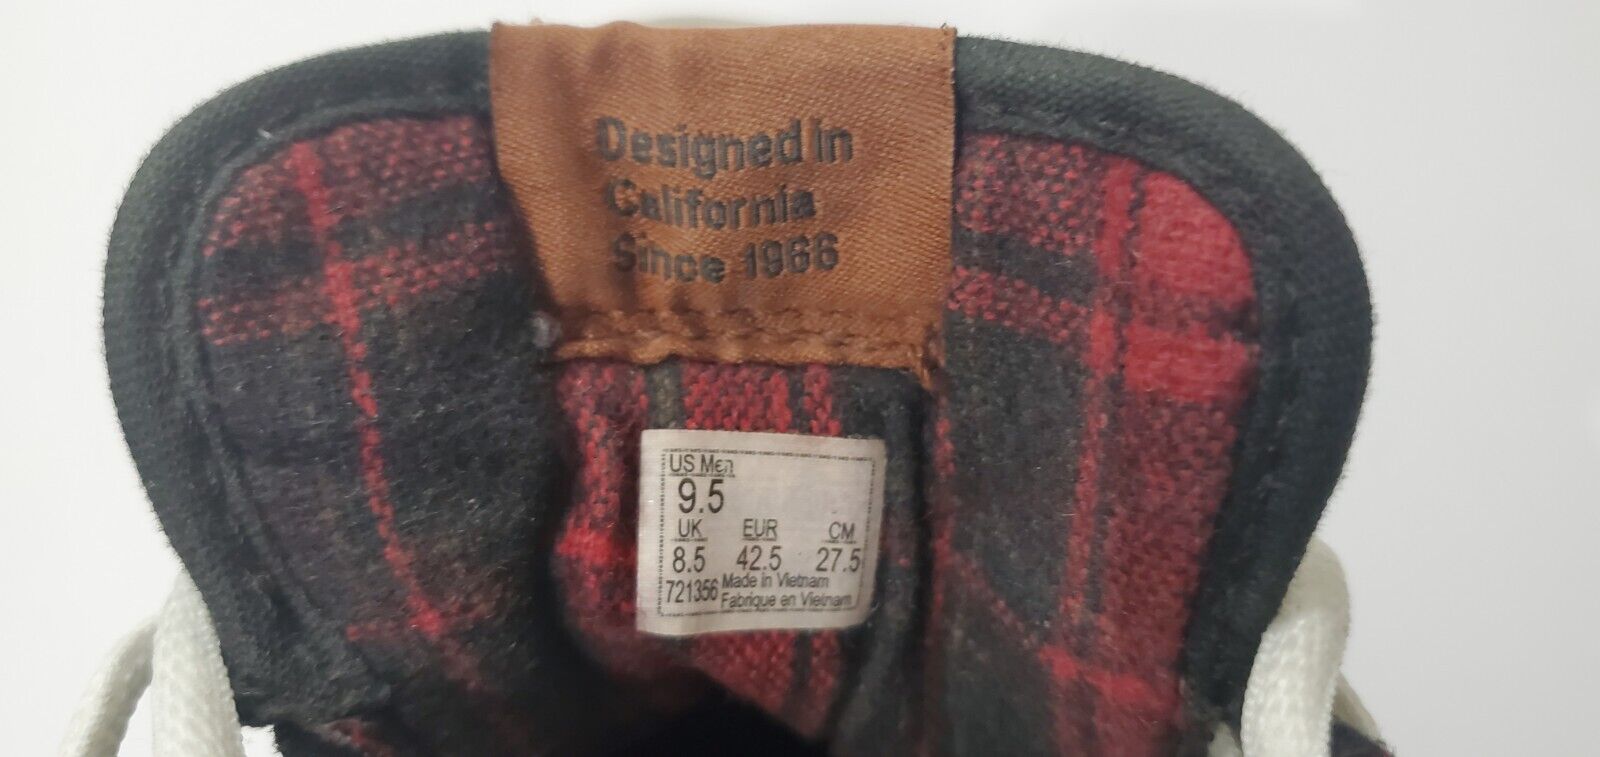 Designed in
California
Since 1966
US Men
9.5
UK EUR CM
8.5 42.5 27.5
721356 Made in Vietnam
Fabrique en Vietnam